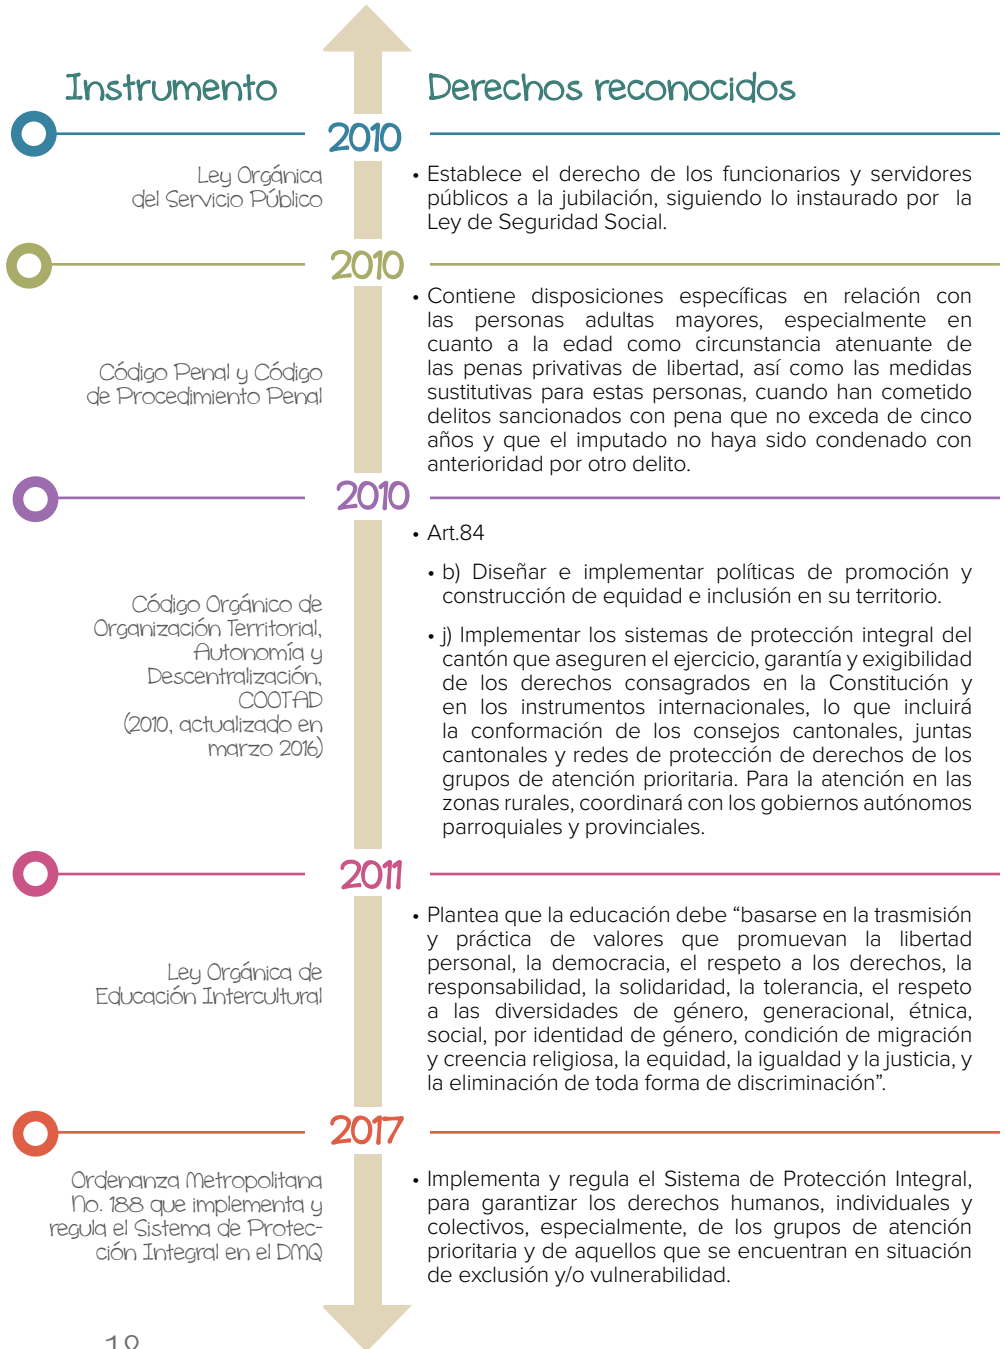 Instrumento
Derechos reconocidos
2010
Ley Orgánica
del Servicio Público
• Establece el derecho de los funcionarios y servidores
públicos a la jubilación, siguiendo lo instaurado por la
Ley de Seguridad Social.
2010
Código Penal y Código
de Procedimiento Penal
• Contiene disposiciones específicas en relación con
las personas adultas mayores, especialmente en
cuanto a la edad como circunstancia atenuante de
las penas privativas de libertad, así como las medidas
sustitutivas para estas personas, cuando han cometido
delitos sancionados con pena que no exceda de cinco
años y que el imputado no haya sido condenado con
anterioridad por otro delito.
2010
Código Orgánico de
Organización Territorial,
Autonomía y
Descentralización,
COOTAD
(2010, actualizado en
marzo 2016)
• Art.84
• b) Diseñar e implementar políticas de promoción y
construcción de equidad e inclusión en su territorio.
• j) Implementar los sistemas de protección integral del
cantón que aseguren el ejercicio, garantía y exigibilidad
de los derechos consagrados en la Constitución y
en los instrumentos internacionales, lo que incluirá
la conformación de los consejos cantonales, juntas
cantonales y redes de protección de derechos de los
grupos de atención prioritaria. Para la atención en las
zonas rurales, coordinará con los gobiernos autónomos
parroquiales y provinciales.
2011
Ley Orgánica de
Educación Intercultural
• Plantea que la educación debe “basarse en la trasmisión
y práctica de valores que promuevan la libertad
personal, la democracia, el respeto a los derechos, la
responsabilidad, la solidaridad, la tolerancia, el respeto
a las diversidades de género, generacional, étnica,
social, por identidad de género, condición de migración
y creencia religiosa, la equidad, la igualdad y la justicia, y
la eliminación de toda forma de discriminación”.
2017
Ordenanza Metropolitana
No. 188 que implementa y
regula el Sistema de Protec-
ción Integral en el DMQ
• Implementa y regula el Sistema de Protección Integral,
para garantizar los derechos humanos, individuales y
colectivos, especialmente, de los grupos de atención
prioritaria y de aquellos que se encuentran en situación
de exclusión y/o vulnerabilidad.